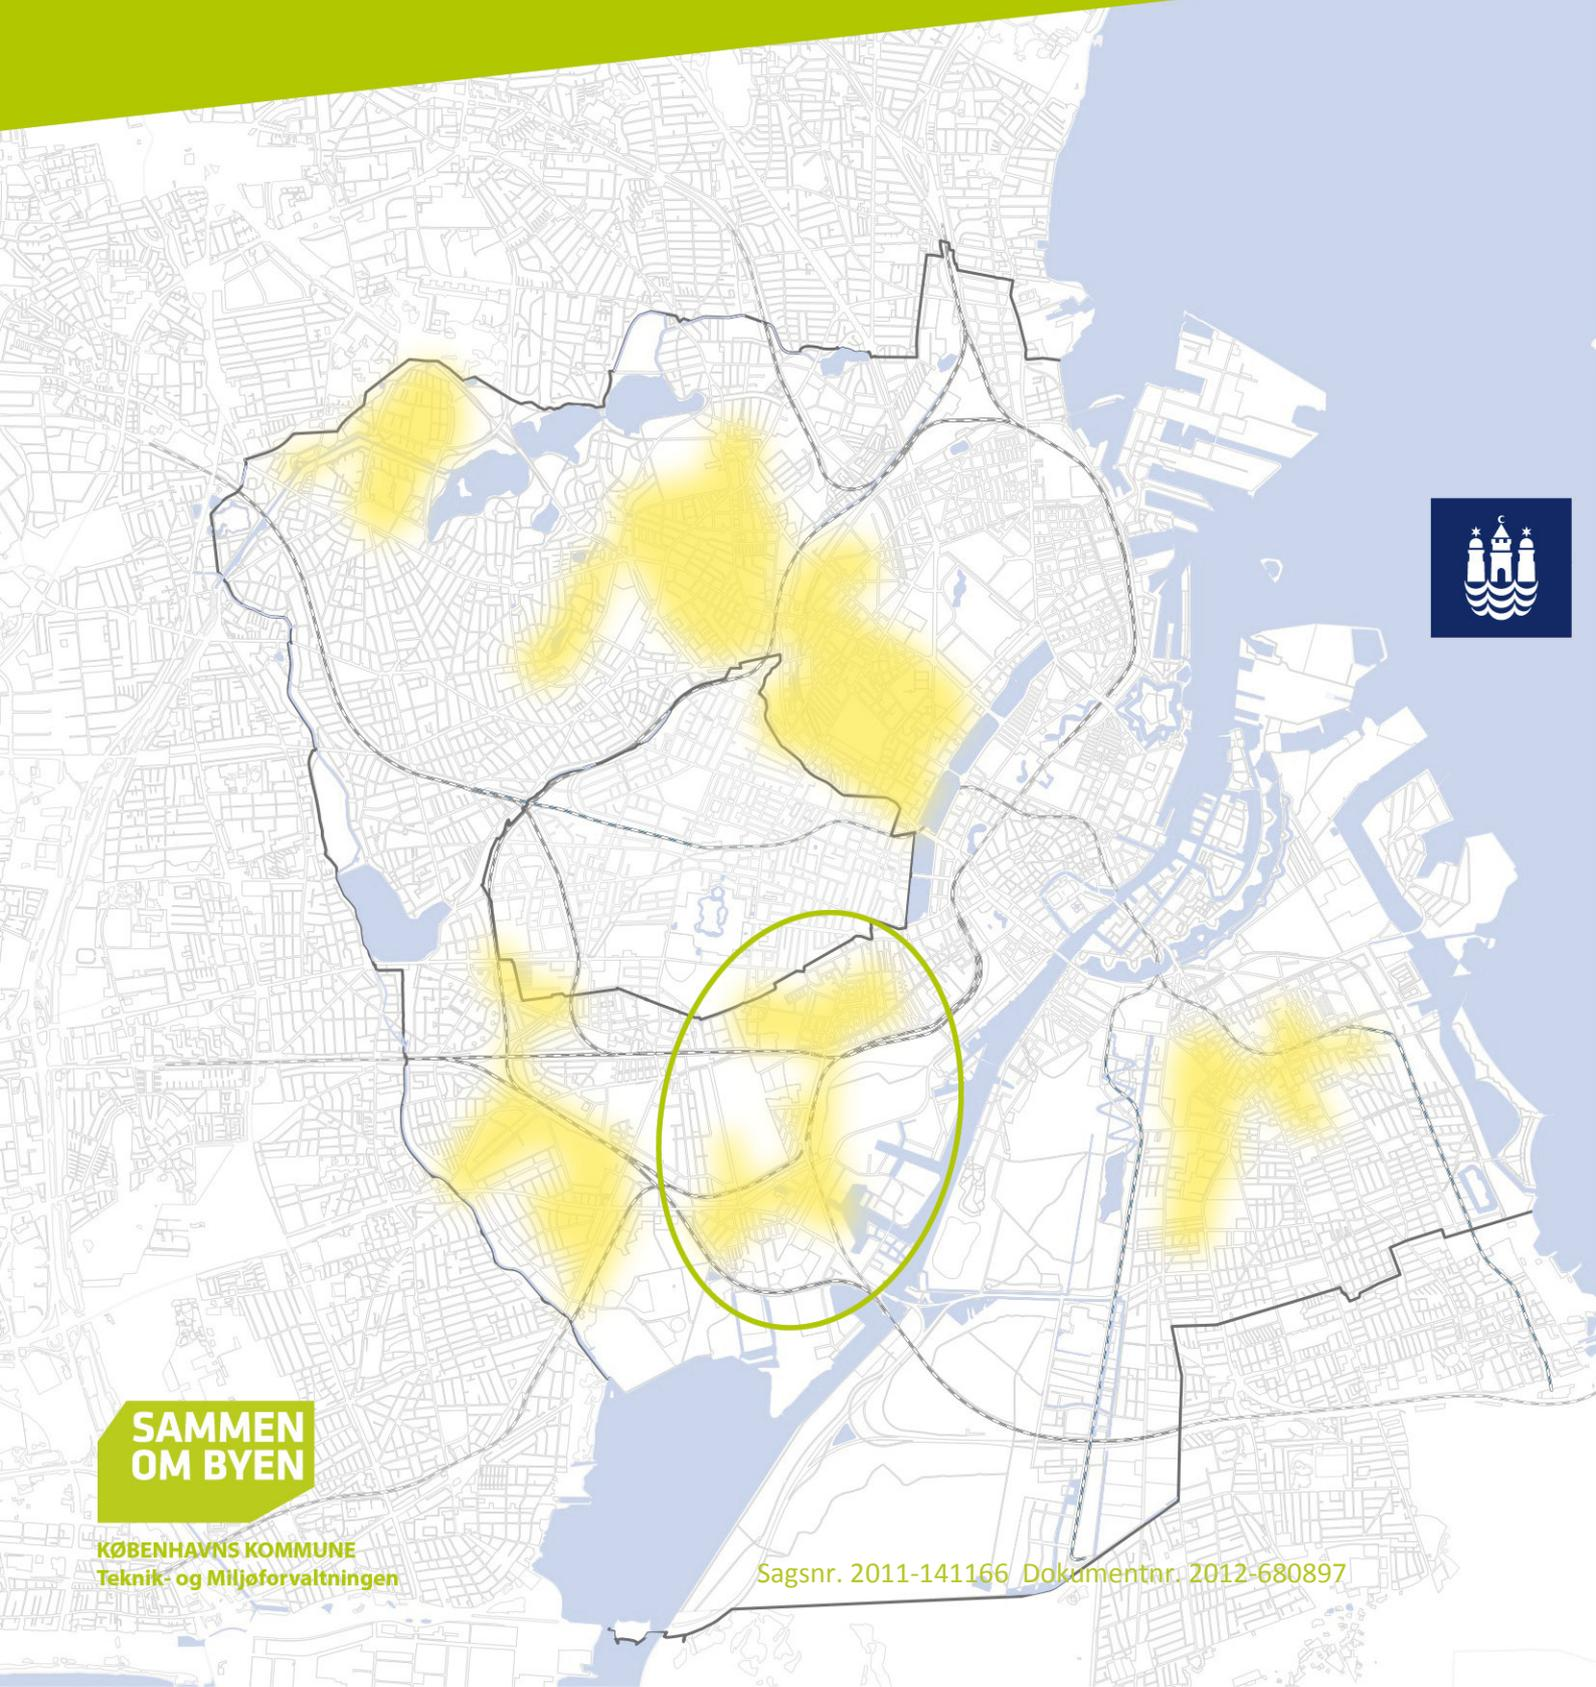 SAMMEN
OM BYEN
KØBENHAVNS KOMMUNE
Teknik- og Miljøforvaltningen
Sagsnr. 2011-141166 Dokumentnr. 2012-680897